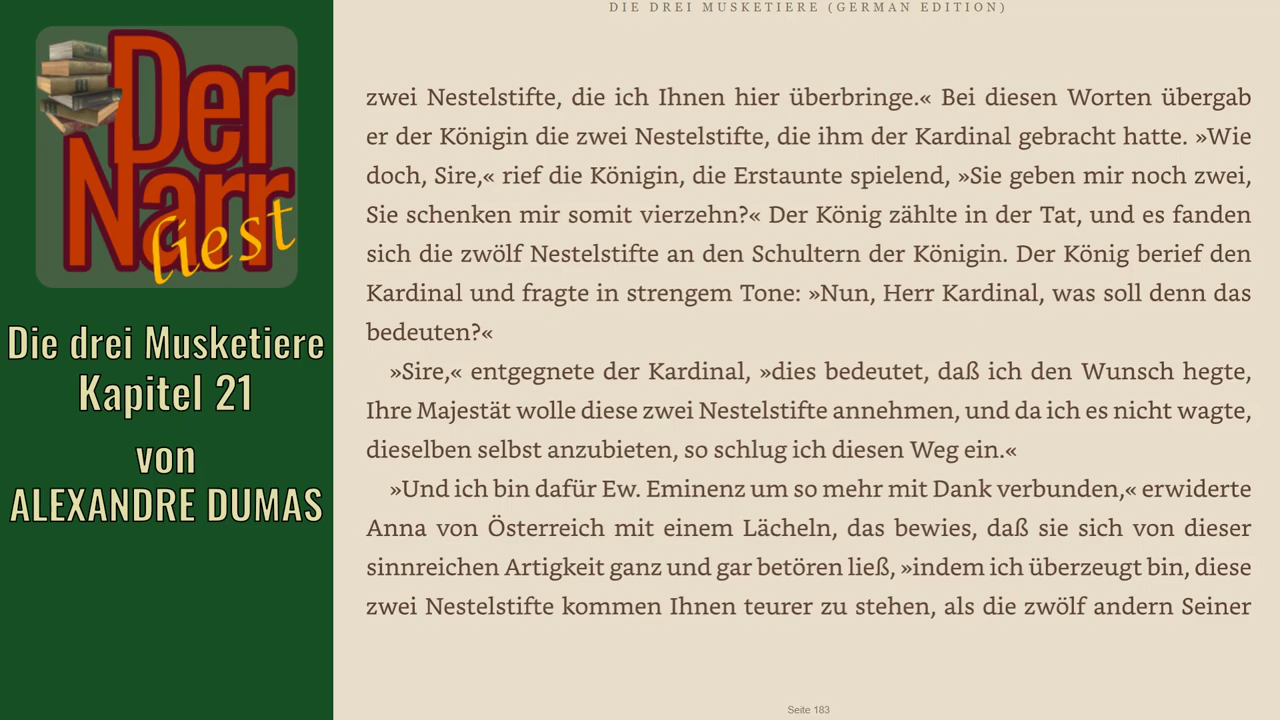 Der
Narr
liest
Die drei Musketiere
Kapitel 21
von
ALEXANDRE DUMAS
DIE DREI MUSKETIERE (GERMAN EDITION)
zwei Nestelstifte, die ich Ihnen hier überbringe.« Bei diesen Worten übergab
er der Königin die zwei Nestelstifte, die ihm der Kardinal gebracht hatte. »Wie
doch, Sire,« rief die Königin, die Erstaunte spielend, »Sie geben mir noch zwei,
Sie schenken mir somit vierzehn?« Der König zählte in der Tat, und es fanden
sich die zwölf Nestelstifte an den Schultern der Königin. Der König berief den
Kardinal und fragte in strengem Tone: »Nun, Herr Kardinal, was soll denn das
bedeuten?«
»Sire,« entgegnete der Kardinal, »dies bedeutet, daß ich den Wunsch hegte,
Ihre Majestät wolle diese zwei Nestelstifte annehmen, und da ich es nicht wagte,
dieselben selbst anzubieten, so schlug ich diesen Weg ein.«
»Und ich bin dafür Ew. Eminenz um so mehr mit Dank verbunden,« erwiderte
Anna von Österreich mit einem Lächeln, das bewies, daß sie sich von dieser
sinnreichen Artigkeit ganz und gar betören ließ, »indem ich überzeugt bin, diese
zwei Nestelstifte kommen Ihnen teurer zu stehen, als die zwölf andern Seiner
Seite 183